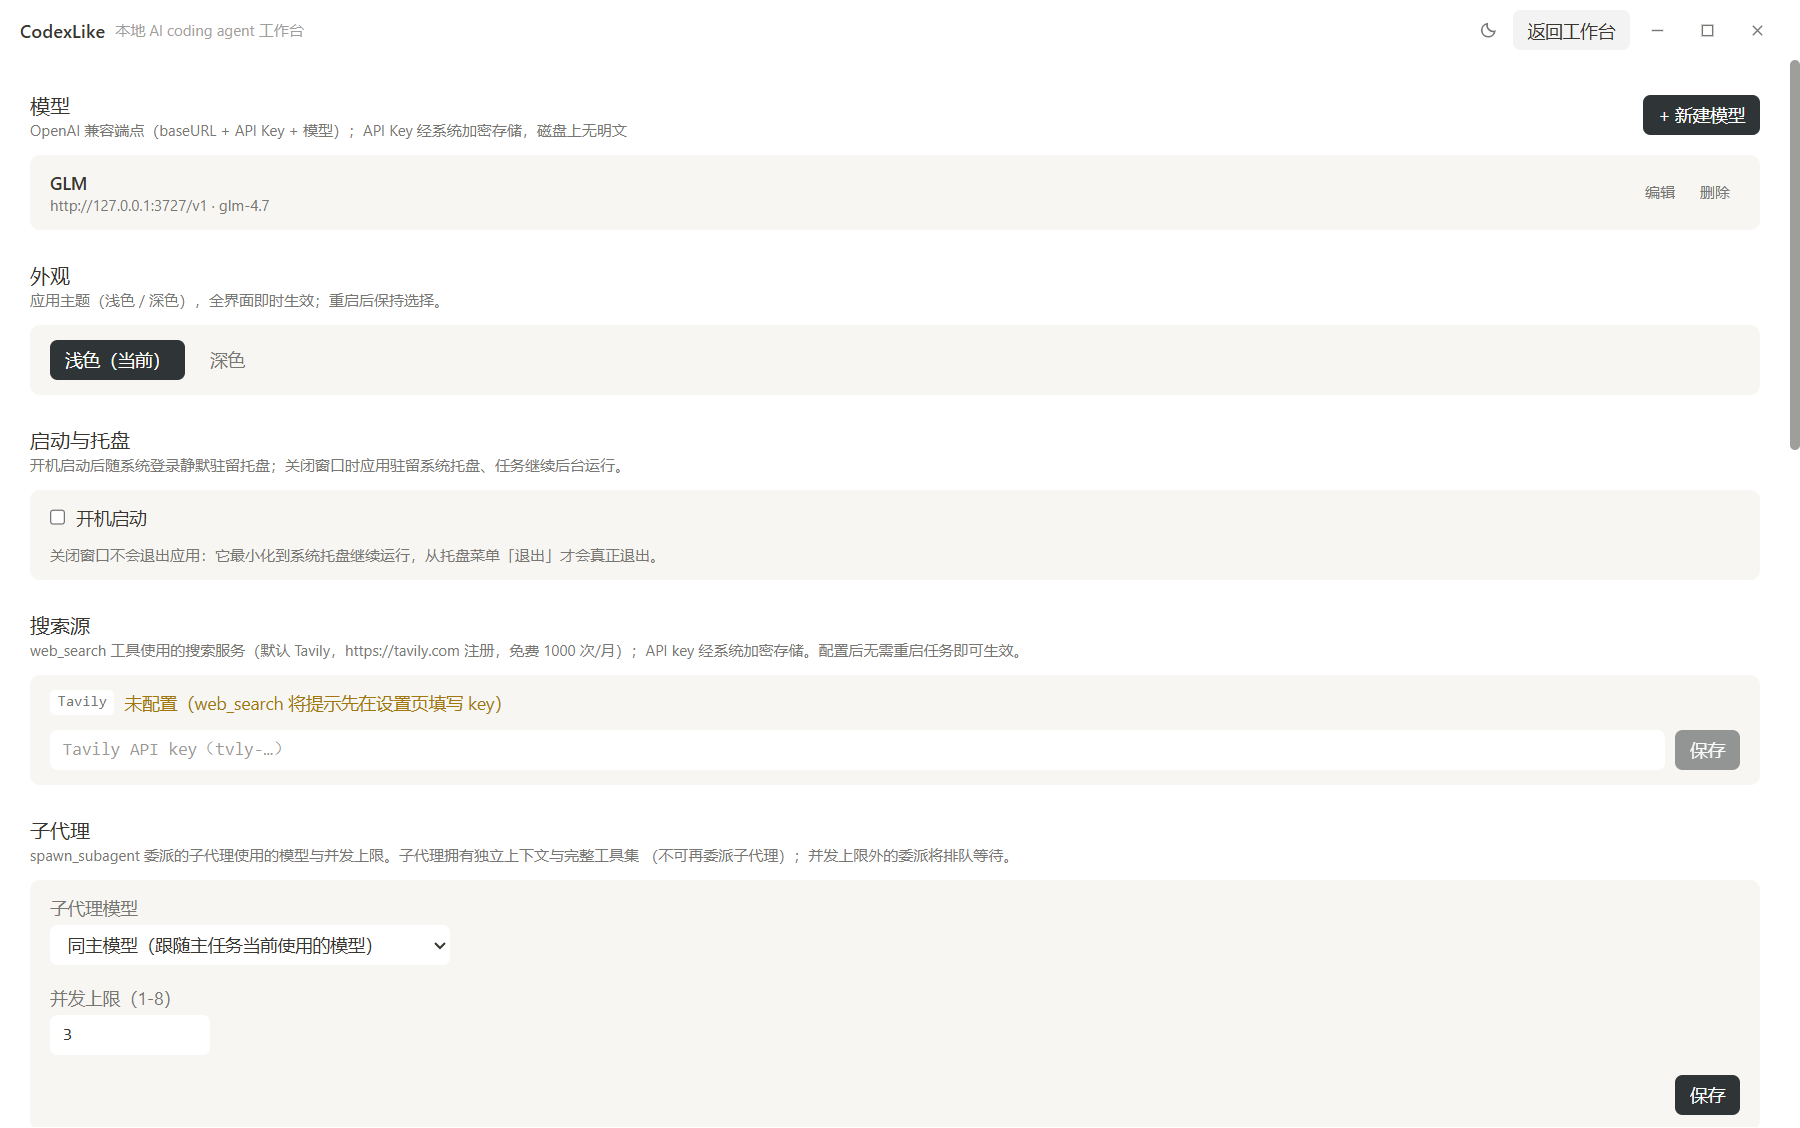 CodexLike 本地 AI coding agent 工作台
返回工作台
模型
OpenAI 兼容端点（baseURL + API Key + 模型）；API Key 经系统加密存储，磁盘上无明文
+ 新建模型
GLM
http://127.0.0.1:3727/v1 · glm-4.7
编辑 删除
外观
应用主题（浅色 / 深色），全界面即时生效；重启后保持选择。
浅色（当前） 深色
启动与托盘
开机启动后随系统登录静默驻留托盘；关闭窗口时应用驻留系统托盘、任务继续后台运行。
开机启动
关闭窗口不会退出应用：它最小化到系统托盘继续运行，从托盘菜单「退出」才会真正退出。
搜索源
web_search 工具使用的搜索服务（默认 Tavily，https://tavily.com 注册，免费 1000 次/月）；API key 经系统加密存储。配置后无需重启任务即可生效。
Tavily 未配置（web_search 将提示先在设置页填写 key）
Tavily API key（tvly-…）
保存
子代理
spawn_subagent 委派的子代理使用的模型与并发上限。子代理拥有独立上下文与完整工具集 （不可再委派子代理）；并发上限外的委派将排队等待。
子代理模型
同主模型（跟随主任务当前使用的模型）
并发上限（1-8）
3
保存